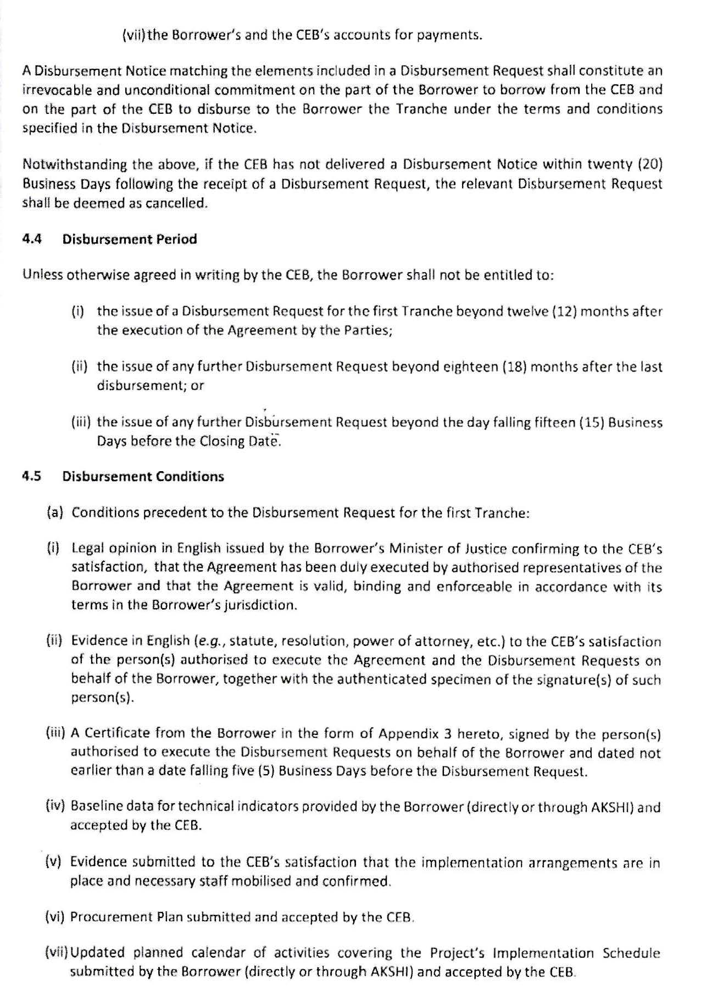 (vii)the Borrower's and the CEB's accounts for payments.
A Disbursement Notice matching the elements included in a Disbursement Request shall constitute an
irrevocable and unconditional commitment on the part of the Borrower to borrow from the CEB and
on the part of the CEB to disburse to the Borrower the Tranche under the terms and conditions
specified in the Disbursement Notice.
Notwithstanding the above, if the CEB has not delivered a Disbursement Notice within twenty (20)
Business Days following the receipt of a Disbursement Request, the relevant Disbursement Request
shall be deemed as cancelled.
4.4 Disbursement Period
Unless otherwise agreed in writing by the CEB, the Borrower shall not be entitled to:
(i) the issue of a Disbursement Request for the first Tranche beyond twelve (12) months after
the execution of the Agreement by the Parties;
(ii) the issue of any further Disbursement Request beyond eighteen (18) months after the last
disbursement; or
(iii) the issue of any further Disbursement Request beyond the day falling fifteen (15) Business
Days before the Closing Date.
4.5 Disbursement Conditions
(a) Conditions precedent to the Disbursement Request for the first Tranche:
(i) Legal opinion in English issued by the Borrower's Minister of Justice confirming to the CEB's
satisfaction, that the Agreement has been duly executed by authorised representatives of the
Borrower and that the Agreement is valid, binding and enforceable in accordance with its
terms in the Borrower's jurisdiction.
(ii) Evidence in English (e.g., statute, resolution, power of attorney, etc.) to the CEB's satisfaction
of the person(s) authorised to execute the Agreement and the Disbursement Requests on
behalf of the Borrower, together with the authenticated specimen of the signature(s) of such
person(s).
(iii) A Certificate from the Borrower in the form of Appendix 3 hereto, signed by the person(s)
authorised to execute the Disbursement Requests on behalf of the Borrower and dated not
earlier than a date falling five (5) Business Days before the Disbursement Request.
(iv) Baseline data for technical indicators provided by the Borrower (directly or through AKSHI) and
accepted by the CEB.
(v) Evidence submitted to the CEB's satisfaction that the implementation arrangements are in
place and necessary staff mobilised and confirmed.
(vi) Procurement Plan submitted and accepted by the CEB.
(vii)Updated planned calendar of activities covering the Project's Implementation Schedule
submitted by the Borrower (directly or through AKSHI) and accepted by the CEB.